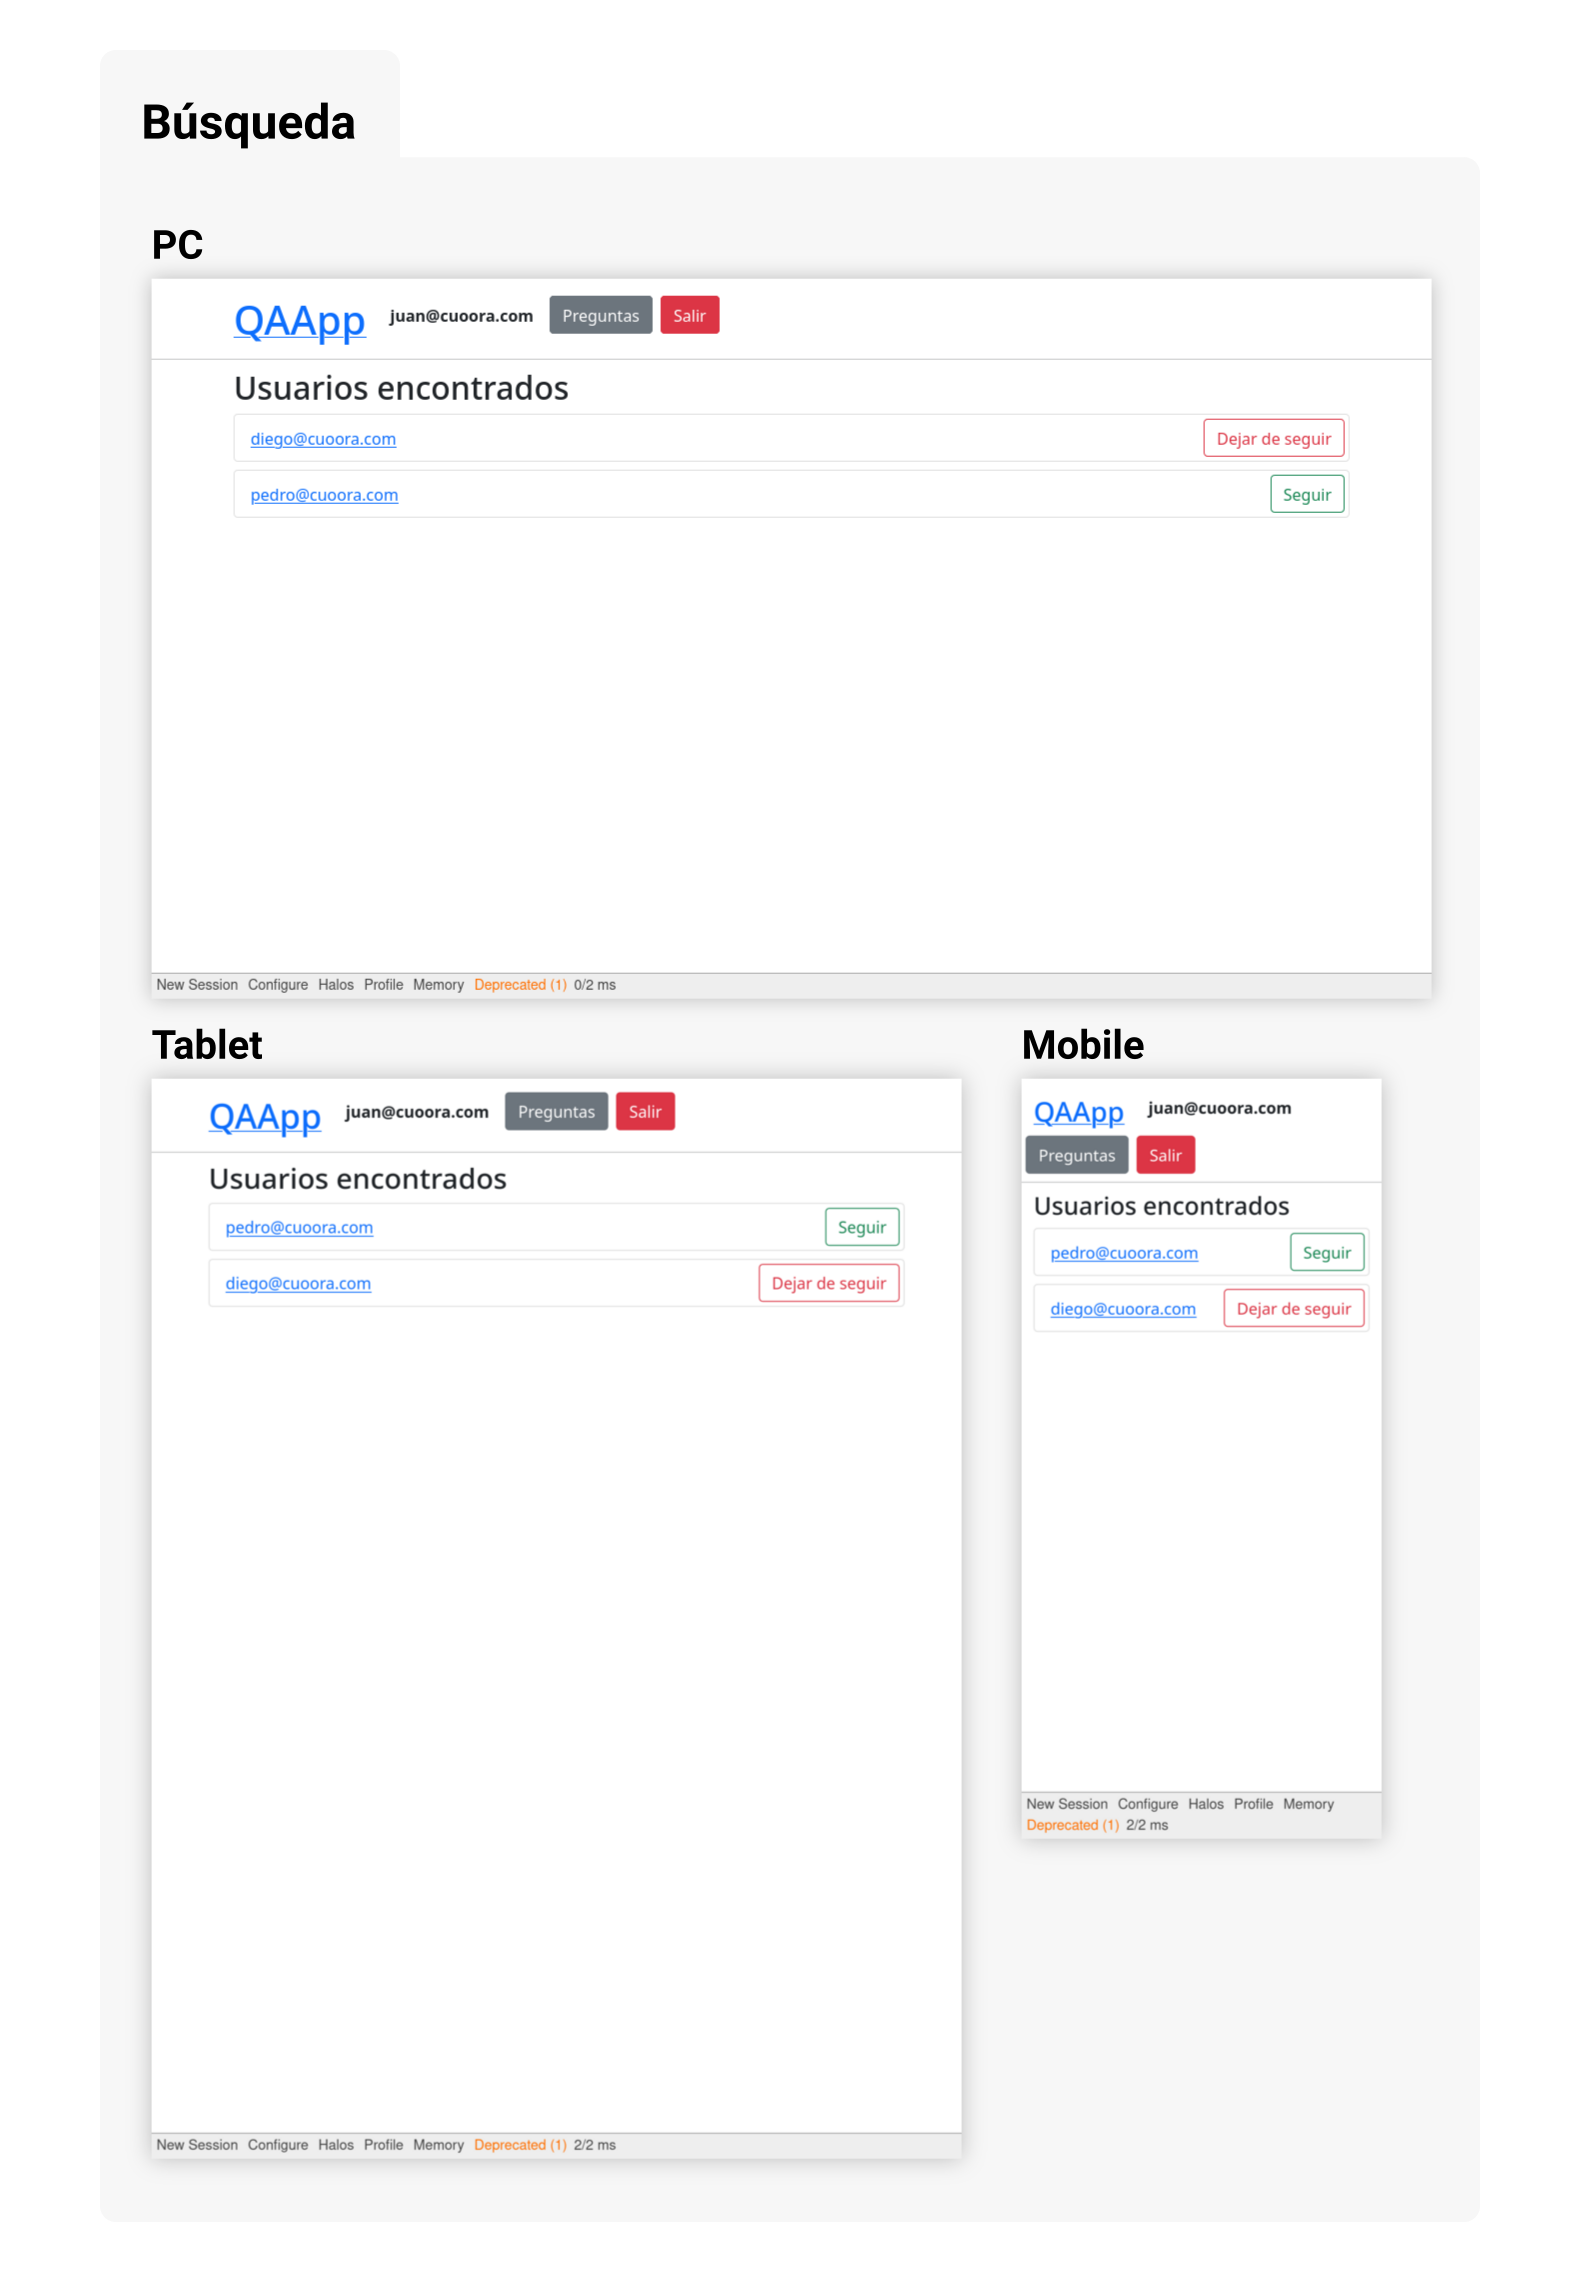 Búsqueda
PC
QAApp juan@cuoora.com Preguntas Salir
Usuarios encontrados
diego@cuoora.com Dejar de seguir
pedro@cuoora.com Seguir
New Session Configure Halos Profile Memory Deprecated (1) 0/2 ms
Tablet
QAApp juan@cuoora.com Preguntas Salir
Usuarios encontrados
pedro@cuoora.com Seguir
diego@cuoora.com Dejar de seguir
New Session Configure Halos Profile Memory Deprecated (1) 2/2 ms
Mobile
QAApp juan@cuoora.com
Preguntas Salir
Usuarios encontrados
pedro@cuoora.com Seguir
diego@cuoora.com Dejar de seguir
New Session Configure Halos Profile Memory
Deprecated (1) 2/2 ms